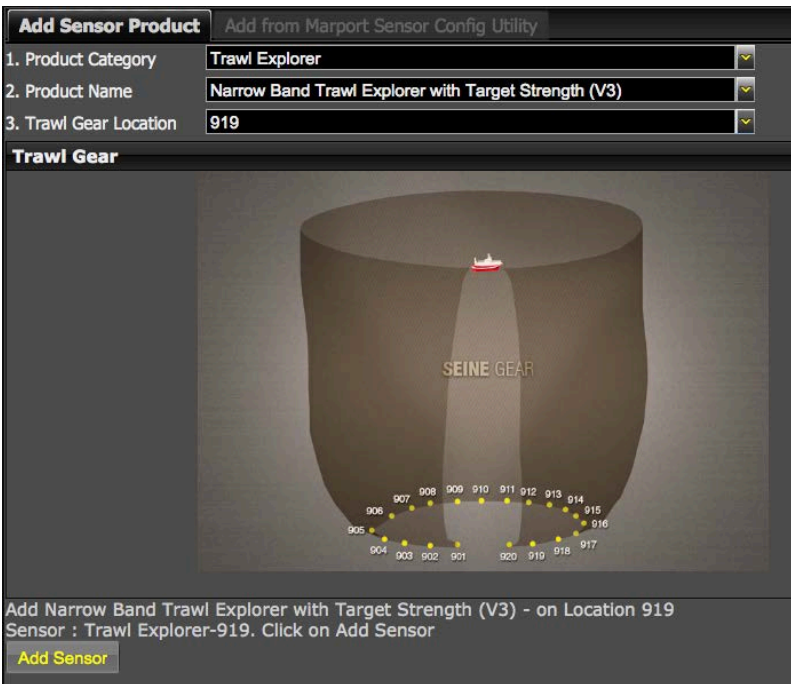 Add Sensor Product Add from Marport Sensor Config Utility
1. Product Category Trawl Explorer
2. Product Name Narrow Band Trawl Explorer with Target Strength (V3)
3. Trawl Gear Location 919
Trawl Gear
SEINE GEAR
908 909 910 911 912 913
907 914
906 915
916
905
904 903 902 901 920 919 918 917
Add Narrow Band Trawl Explorer with Target Strength (V3) - on Location 919
Sensor : Trawl Explorer-919. Click on Add Sensor
Add Sensor